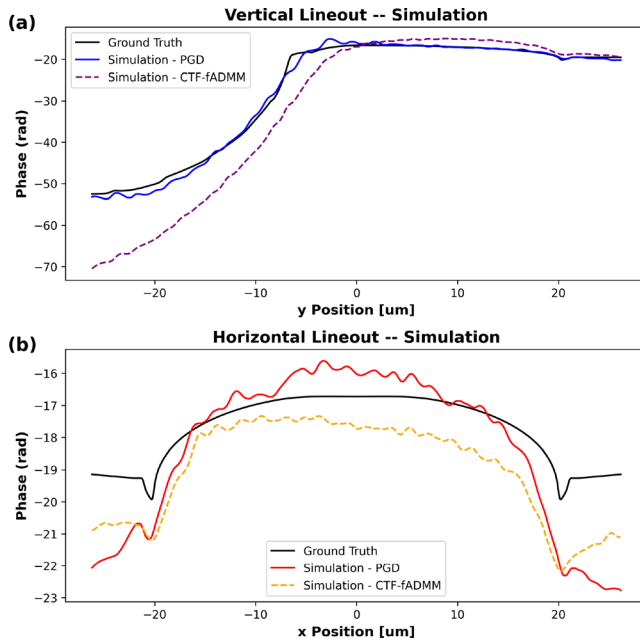 (a)
Vertical Lineout -- Simulation
Ground Truth
Simulation - PGD
Simulation - CTF-fADMM
Phase (rad)
−20
−30
−40
−50
−60
−70
−20
−10
0
10
20
y Position [um]
(b)
Horizontal Lineout -- Simulation
Phase (rad)
−16
−17
−18
−19
−20
−21
−22
−23
Ground Truth
Simulation - PGD
Simulation - CTF-fADMM
−20
−10
0
10
20
x Position [um]